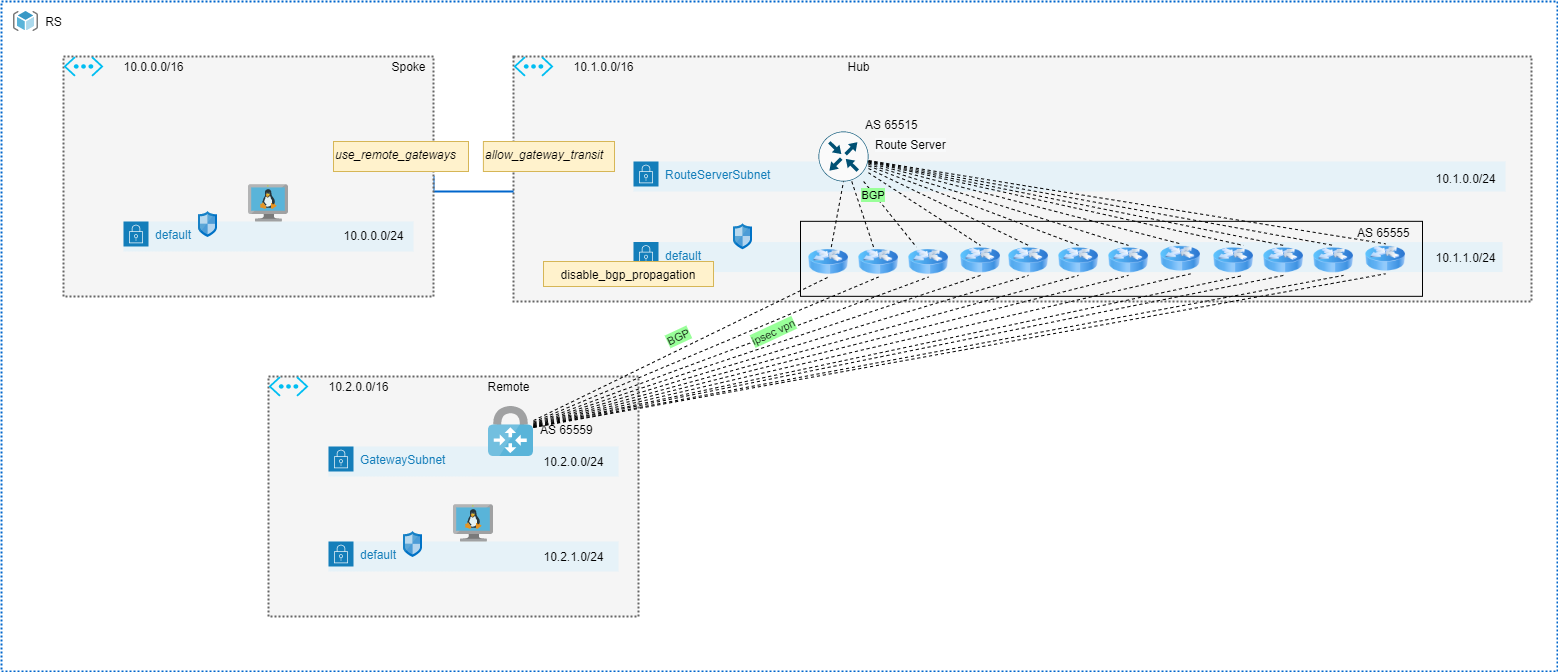 RS
10.0.0.0/16
Spoke
use_remote_gateways
default
10.0.0.0/24
10.1.0.0/16
Hub
allow_gateway_transit
AS 65515
Route Server
RouteServerSubnet
10.1.0.0/24
BGP
AS 65555
default
10.1.1.0/24
disable_bgp_propagation
BGP
ipsec vpn
10.2.0.0/16
Remote
AS 65559
GatewaySubnet
10.2.0.0/24
default
10.2.1.0/24